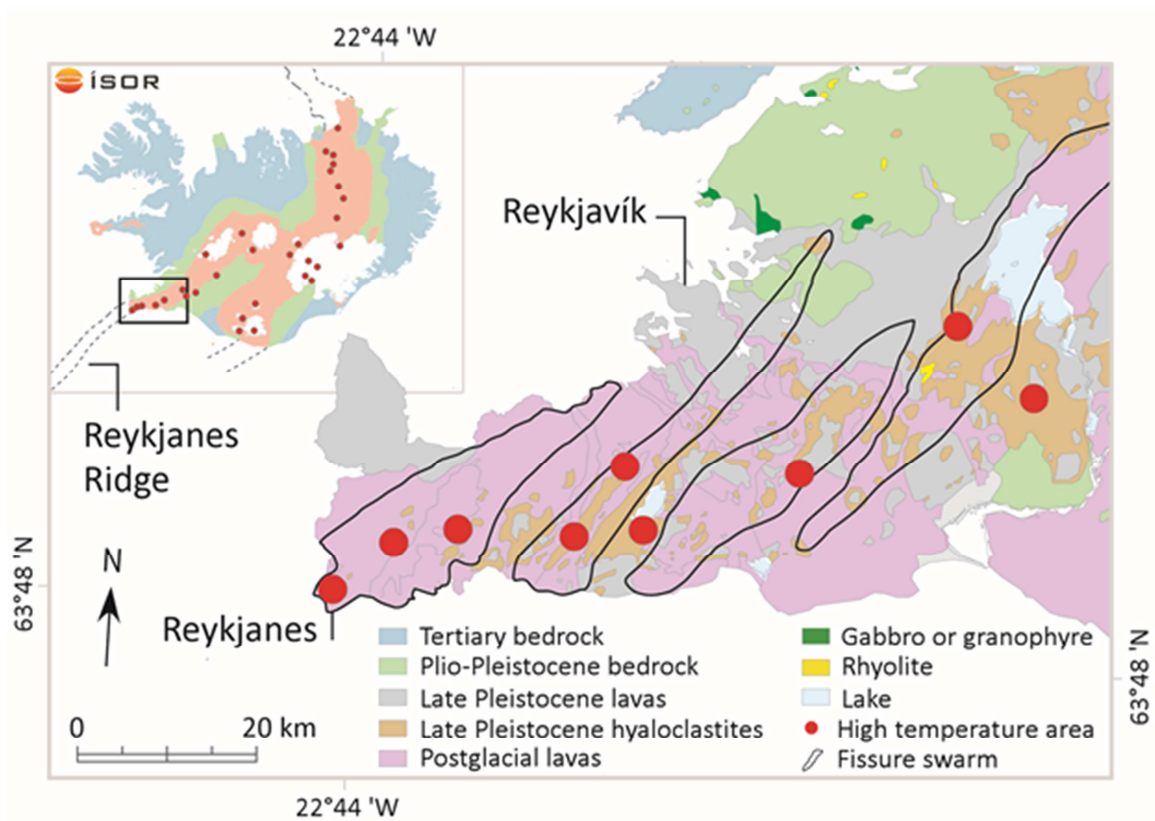 22°44 'W
ÍSOR
Reykjavík
Reykjanes
Ridge
63°48 'N
N
Reykjanes
Tertiary bedrock
Plio-Pleistocene bedrock
Late Pleistocene lavas
Late Pleistocene hyaloclastites
Postglacial lavas
Gabbro or granophyre
Rhyolite
Lake
High temperature area
Fissure swarm
0 20 km
63°48 'N
22°44 'W